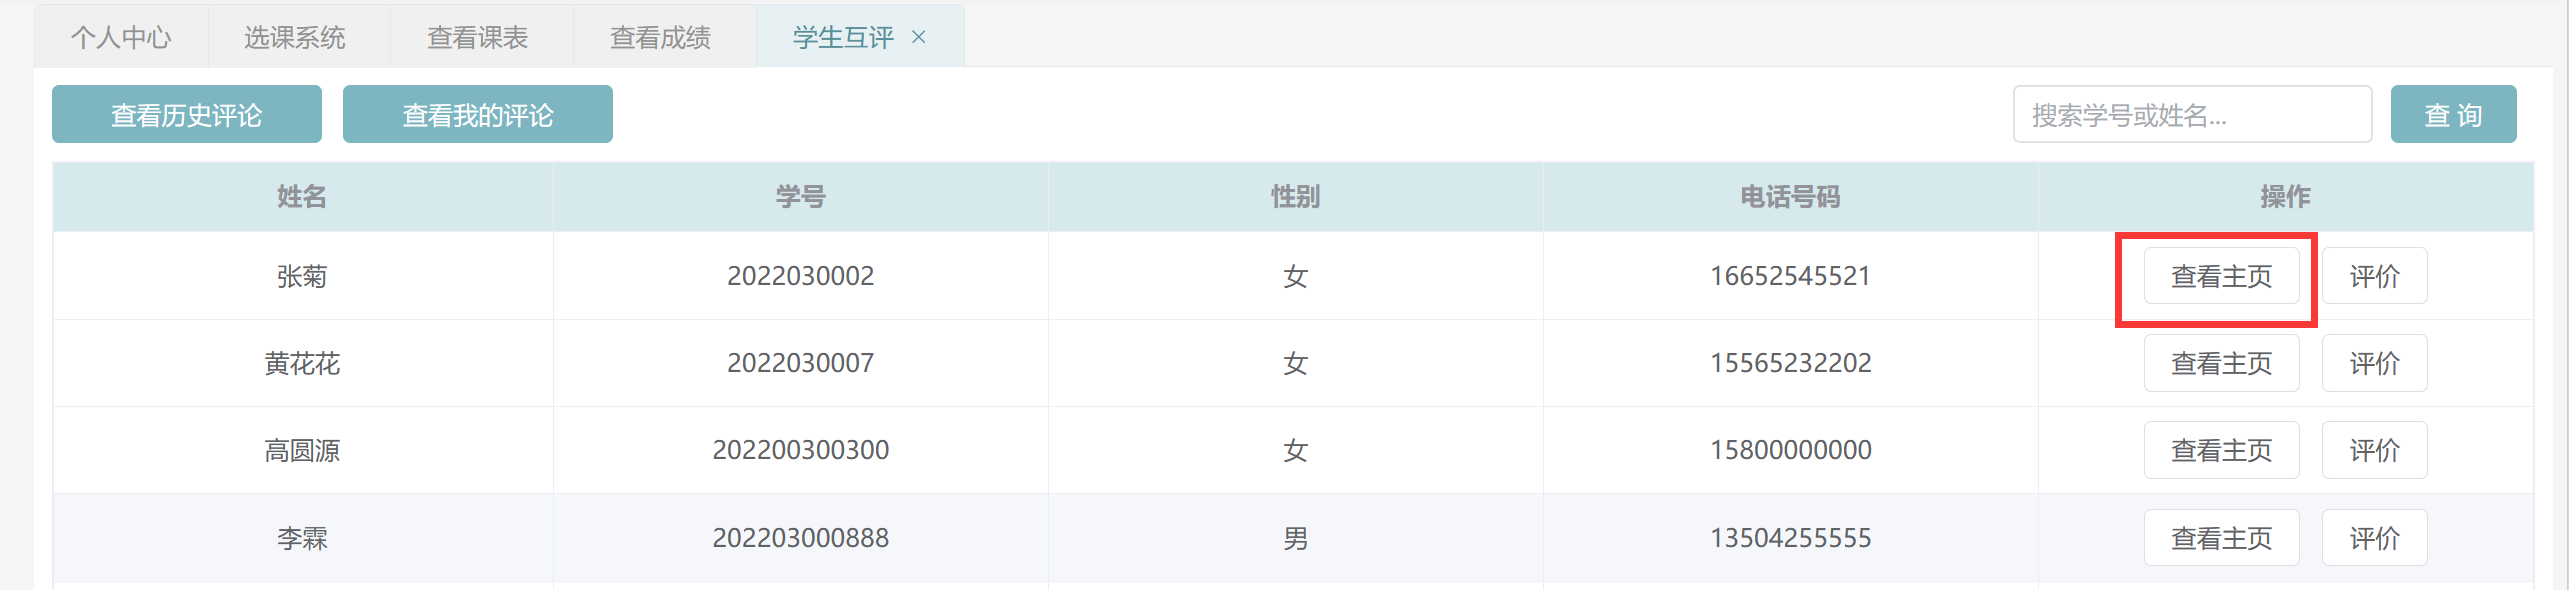 个人中心 选课系统 查看课表 查看成绩 学生互评 ×
查看历史评论 查看我的评论 搜索学号或姓名... 查 询
姓名 学号 性别 电话号码 操作
张菊 2022030002 女 16652545521 查看主页 评价
黄花花 2022030007 女 15565232202 查看主页 评价
高圆源 202200300300 女 15800000000 查看主页 评价
李霖 202203000888 男 13504255555 查看主页 评价